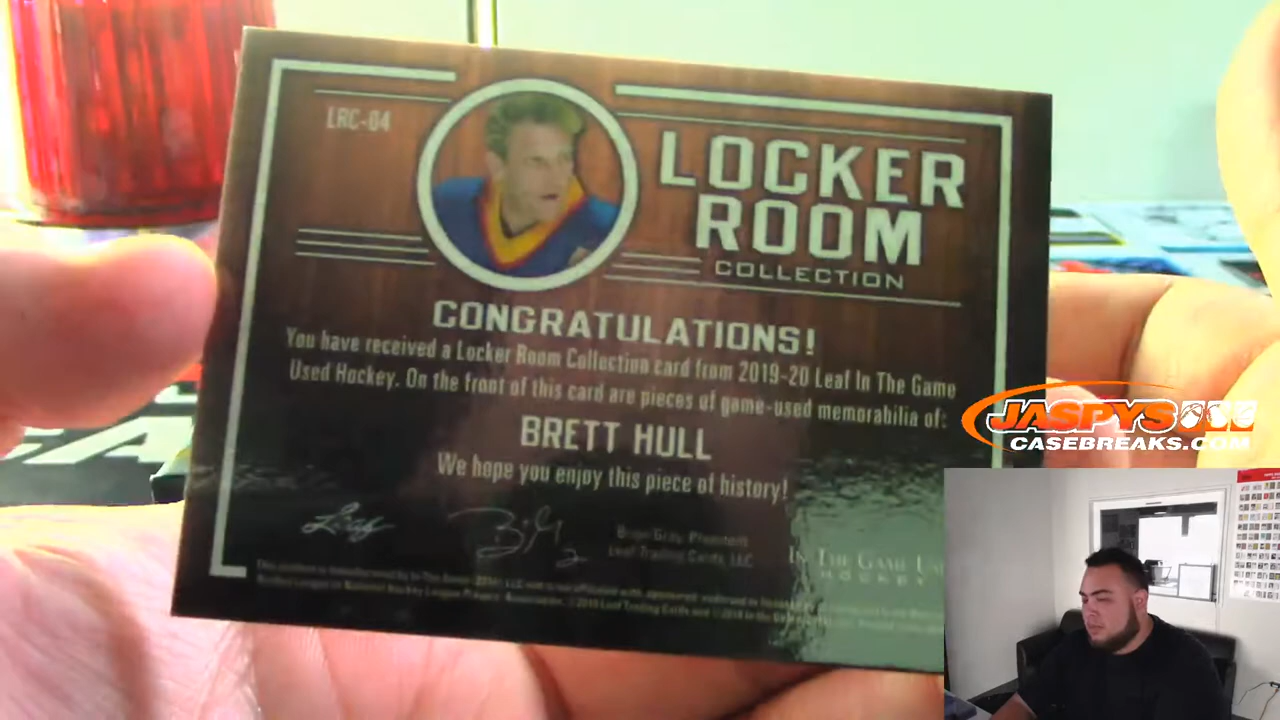 LRC-04
LOCKER
ROOM
COLLECTION
CONGRATULATIONS!
You have received a Locker Room Collection card from 2019-20 Leaf In The Game
Used Hockey. On the front of this card are pieces of game-used memorabilia of:
BRETT HULL
We hope you enjoy this piece of history!
Leaf
Brian Gray, President
Leaf Trading Cards, LLC
IN THE GAME
HOCKEY
JASPYS
CASEBREAKS.COM